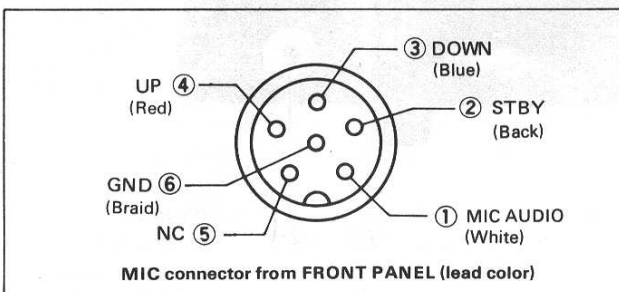 ③ DOWN
(Blue)
UP ④
(Red)
② STBY
(Back)
GND ⑥
(Braid)
① MIC AUDIO
(White)
NC ⑤
MIC connector from FRONT PANEL (lead color)